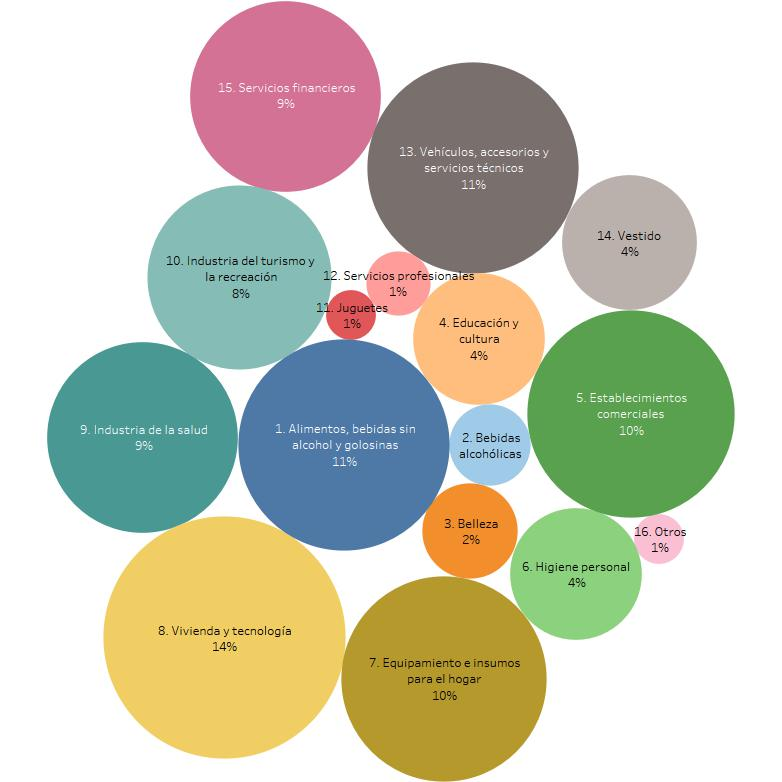 15. Servicios financieros
9%
13. Vehículos, accesorios y
servicios técnicos
11%
14. Vestido
4%
10. Industria del turismo y
la recreación
8%
12. Servicios profesionales
1%
11. Juguetes
1%
4. Educación y
cultura
4%
5. Establecimientos
comerciales
10%
9. Industria de la salud
9%
1. Alimentos, bebidas sin
alcohol y golosinas
11%
2. Bebidas
alcohólicas
3. Belleza
2%
16. Otros
1%
6. Higiene personal
4%
8. Vivienda y tecnología
14%
7. Equipamiento e insumos
para el hogar
10%